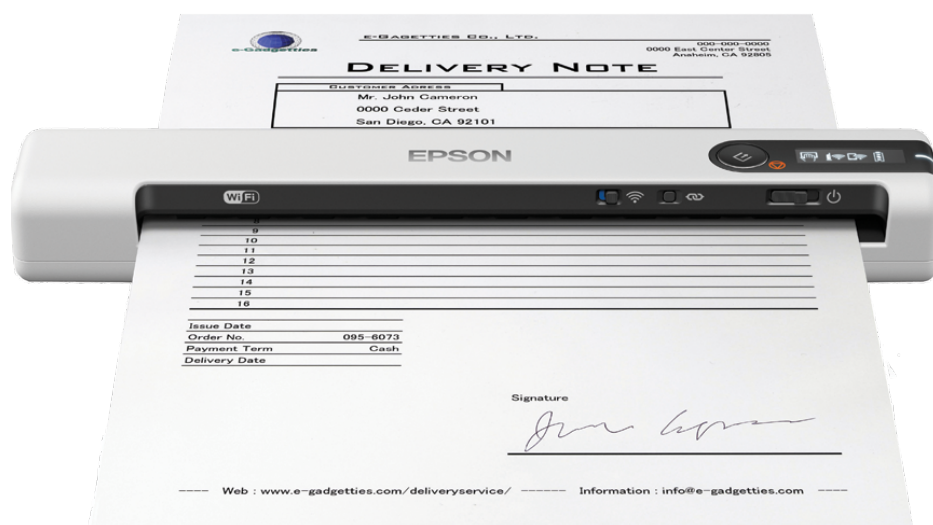 e-Gadgetties
E-GAGETTIES CO., LTD.
000-000-0000
0000 East Center Street
Anaheim, CA 92805
DELIVERY NOTE
CUSTOMER ADRESS
Mr. John Cameron
0000 Ceder Street
San Diego, CA 92101
EPSON
WiFi
8
9
10
11
12
13
14
15
16
Issue Date
Order No. 095-6073
Payment Term Cash
Delivery Date
Signature
Web : www.e-gadgetties.com/deliveryservice/ Information : info@e-gadgetties.com